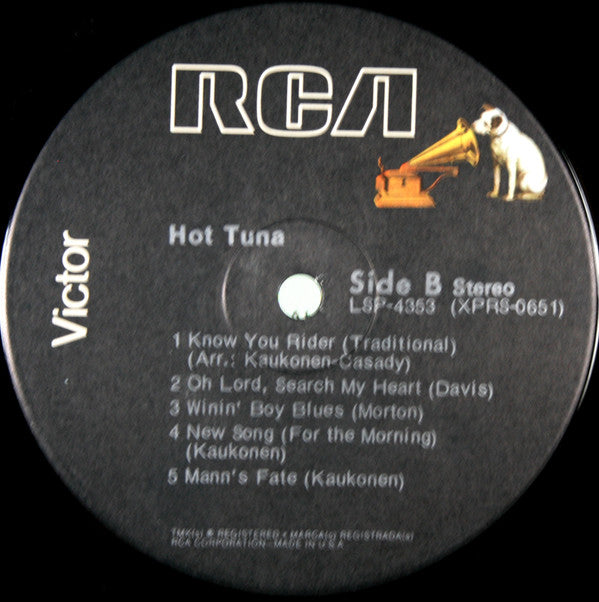 RCA
Victor
Hot Tuna
Side B Stereo
LSP-4353 (XPRS-0651)
1 Know You Rider (Traditional)
(Arr.: Kaukonen-Casady)
2 Oh Lord, Search My Heart (Davis)
3 Winin' Boy Blues (Morton)
4 New Song (For the Morning)
(Kaukonen)
5 Mann's Fate (Kaukonen)
TMK(s) ® REGISTERED • MARCA(s) REGISTRADA(s)
RCA CORPORATION-MADE IN U.S.A